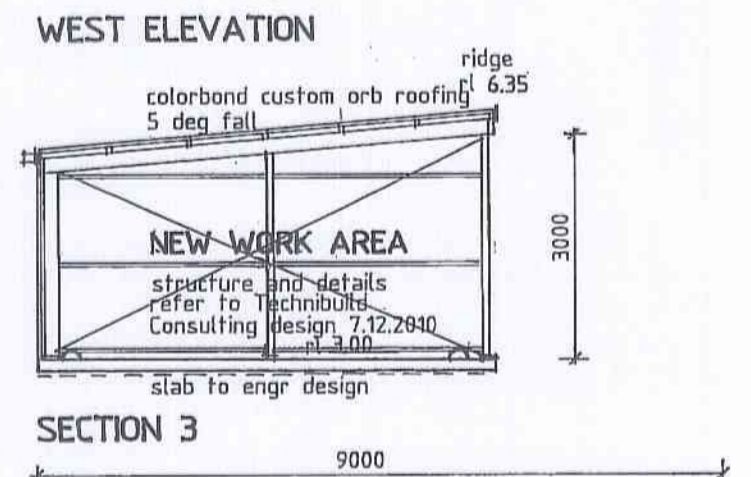 WEST ELEVATION
ridge
rl 6.35
colorbond custom orb roofing
5 deg fall
3000
NEW WORK AREA
structure and details
refer to Technibuild
Consulting design 7.12.2010
rl 3.00
slab to engr design
SECTION 3
9000